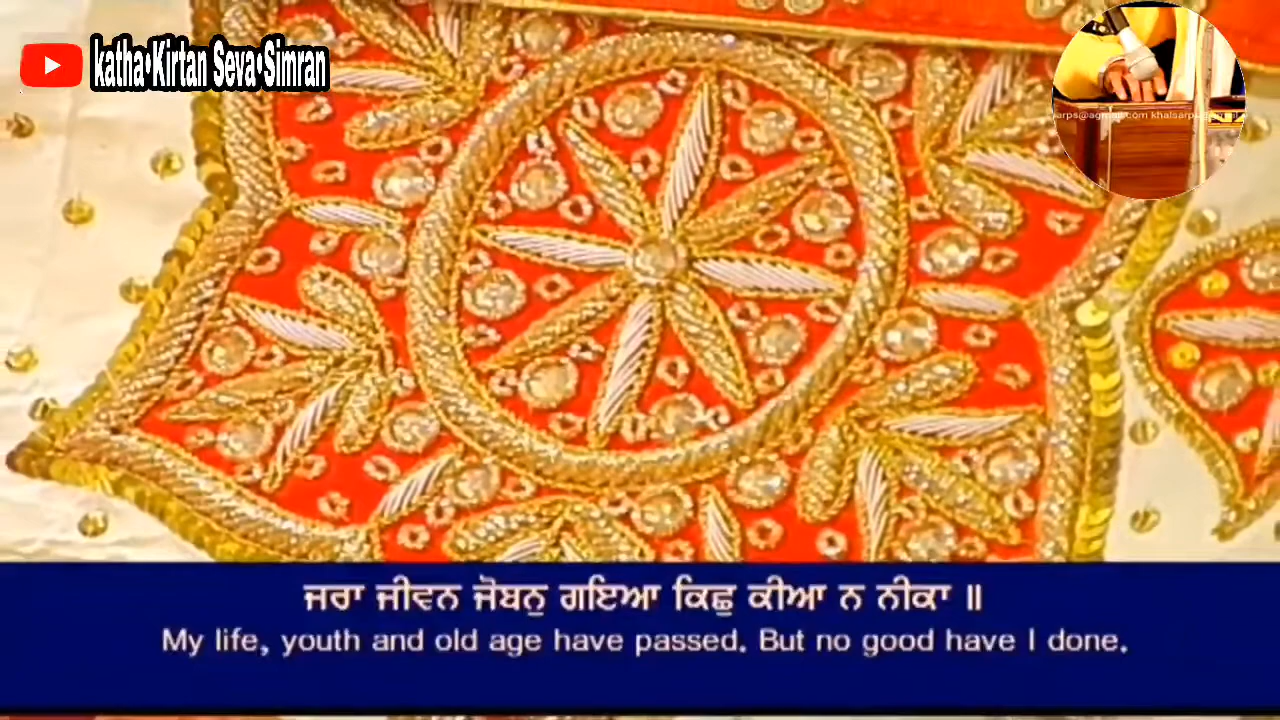 katha•Kirtan Seva•Simran
ਜਰਾ ਜੀਵਨ ਜੋਬਨੁ ਗਇਆ ਕਿਛੁ ਕੀਆ ਨ ਨੀਕਾ ॥
My life, youth and old age have passed. But no good have I done.